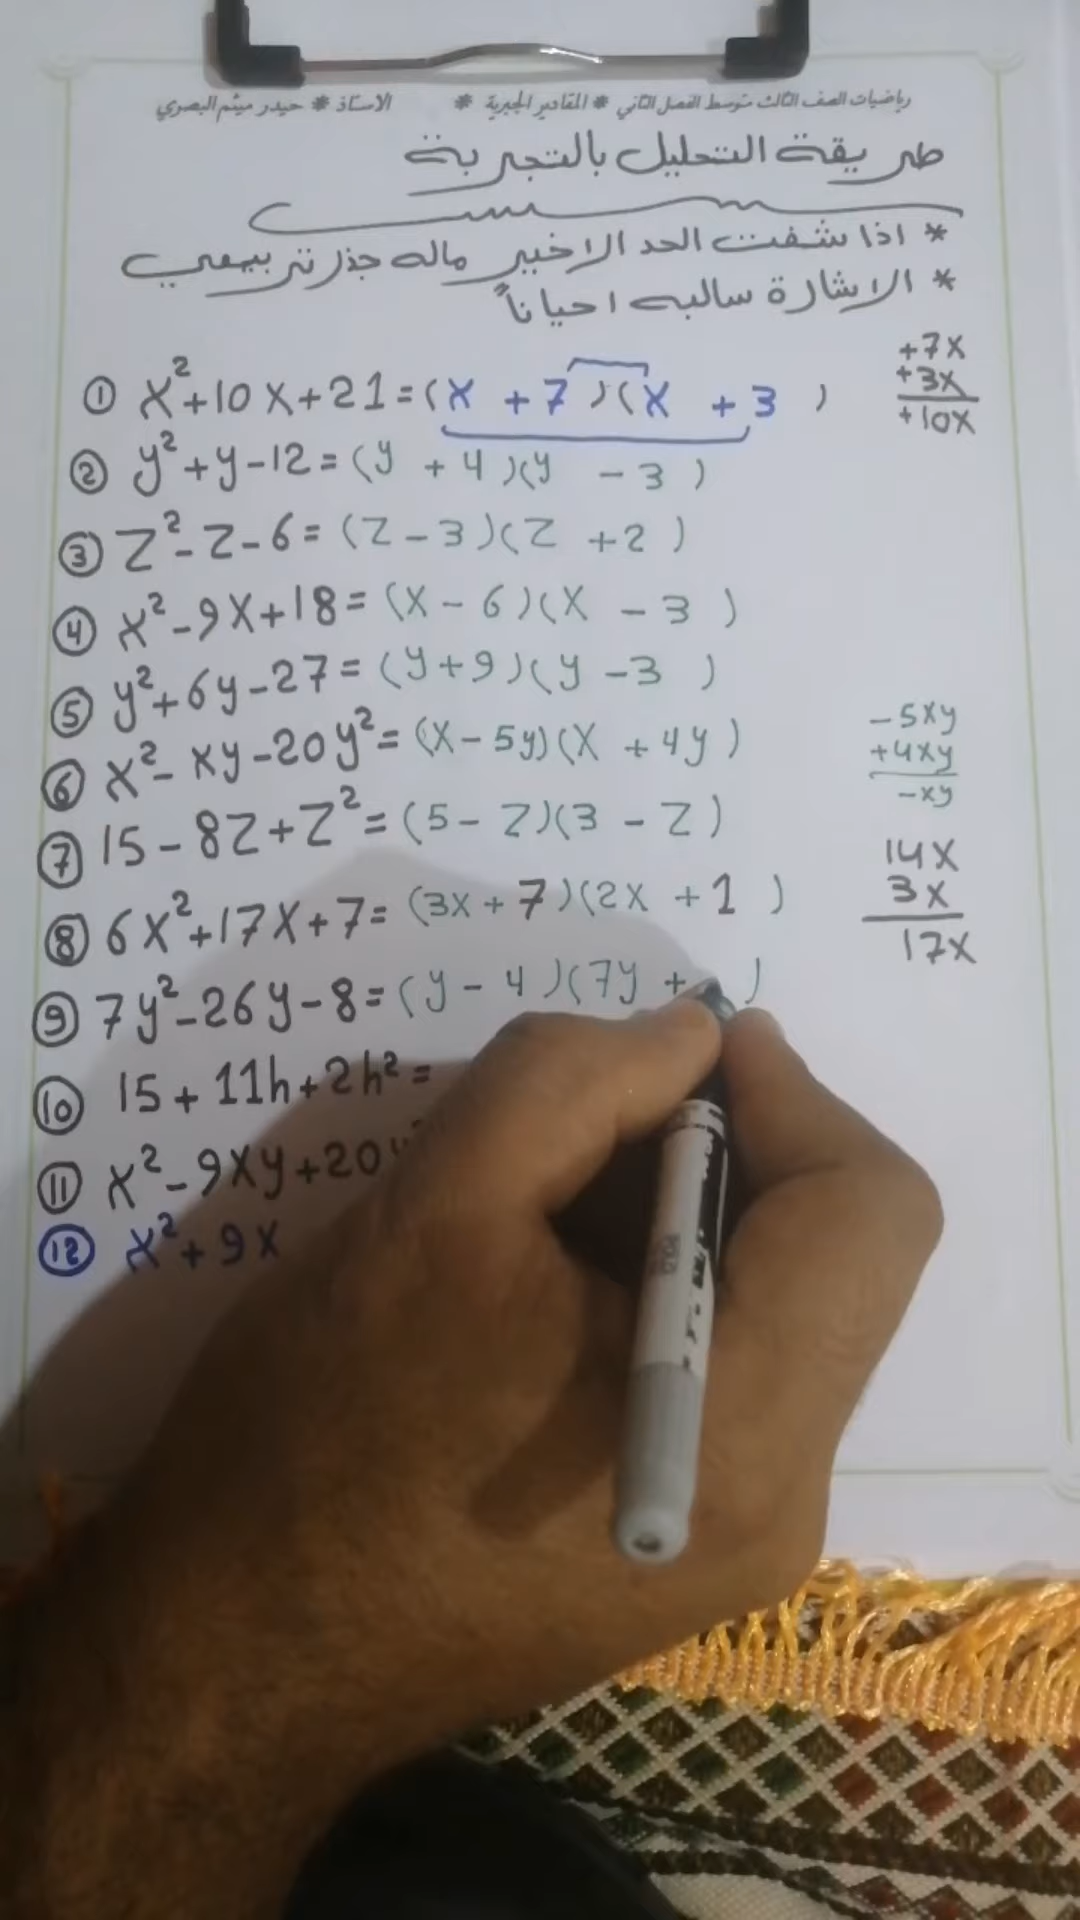 رياضيات الصف الثالث متوسط الفصل الثاني * المقادير الجبرية * الاستاذ * حيدر ميثم البصري
طريقة التحليل بالتجربة
* اذا شفت الحد الاخير ماله جذر تربيعي
* الاشارة سالبه احياناً
① x²+10x+21=(x +7)(x +3)
+7x
+3x
+10x
② y²+y-12=(y +4)(y -3)
③ z²-z-6=(z-3)(z +2)
④ x²-9x+18=(x-6)(x -3)
⑤ y²+6y-27=(y+9)(y -3)
⑥ x²-xy-20y²=(x-5y)(x +4y)
-5xy
+4xy
-xy
⑦ 15-8z+z²=(5-z)(3-z)
⑧ 6x²+17x+7=(3x+7)(2x+1)
14x
3x
17x
⑨ 7y²-26y-8=(y-4)(7y + )
⑩ 15+11h+2h²=
⑪ x²-9xy+20
⑫ x²+9x